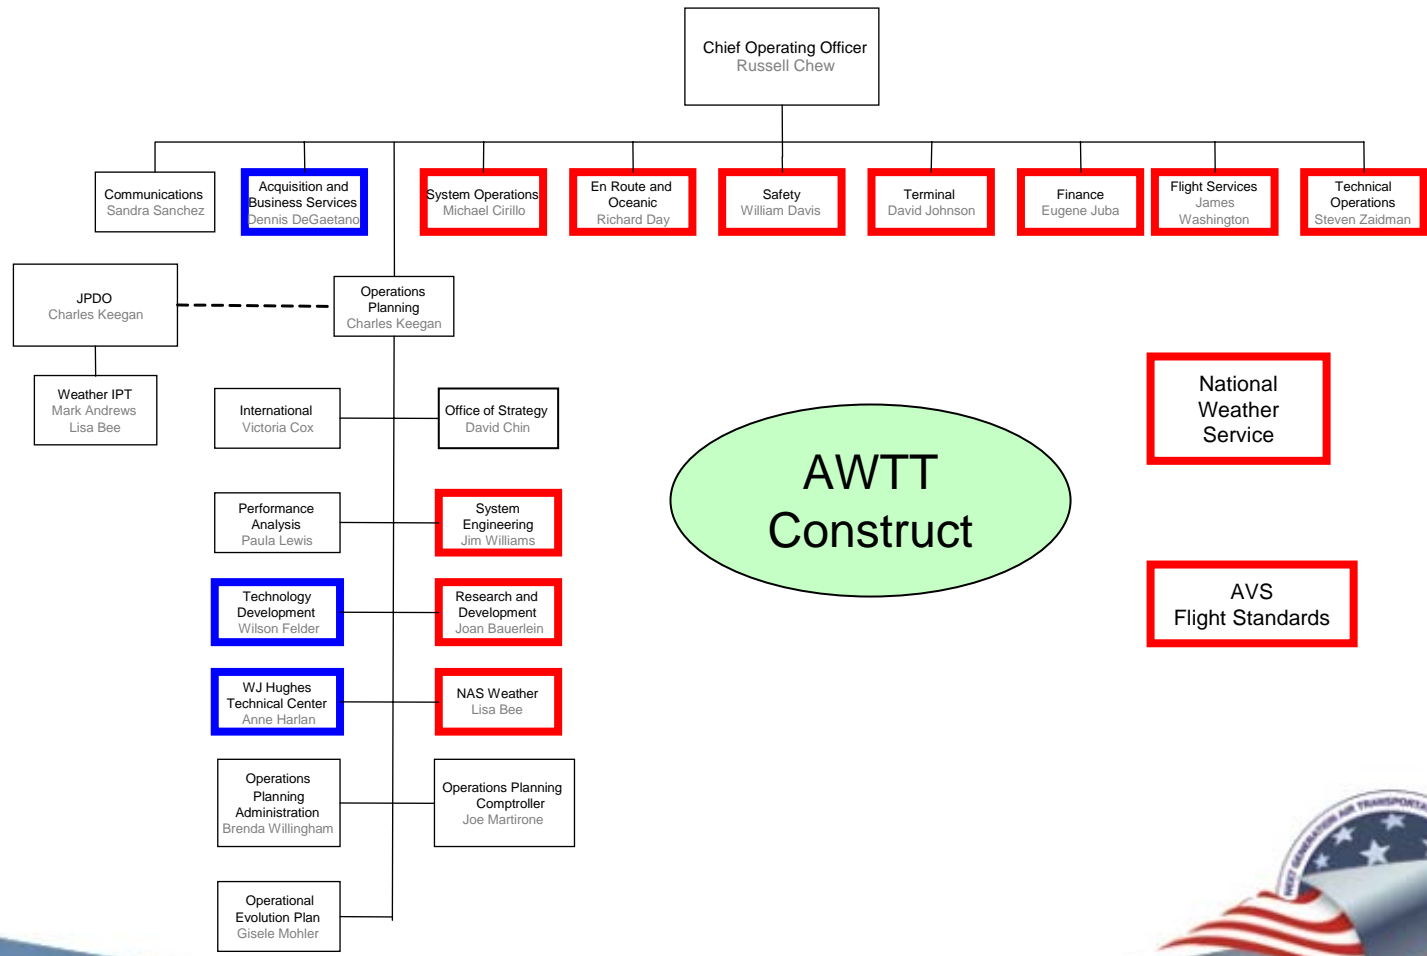 Chief Operating Officer
Russell Chew
Communications
Sandra Sanchez
Acquisition and
Business Services
Dennis DeGaetano
System Operations
Michael Cirillo
En Route and
Oceanic
Richard Day
Safety
William Davis
Terminal
David Johnson
Finance
Eugene Juba
Flight Services
James
Washington
Technical
Operations
Steven Zaidman
JPDO
Charles Keegan
Operations
Planning
Charles Keegan
Weather IPT
Mark Andrews
Lisa Bee
International
Victoria Cox
Office of Strategy
David Chin
Performance
Analysis
Paula Lewis
System
Engineering
Jim Williams
Technology
Development
Wilson Felder
Research and
Development
Joan Bauerlein
WJ Hughes
Technical Center
Anne Harlan
NAS Weather
Lisa Bee
Operations
Planning
Administration
Brenda Willingham
Operations Planning
Comptroller
Joe Martirone
Operational
Evolution Plan
Gisele Mohler
AWTT
Construct
National
Weather
Service
AVS
Flight Standards
NEXT GENERATION AIR TRANSPORTA